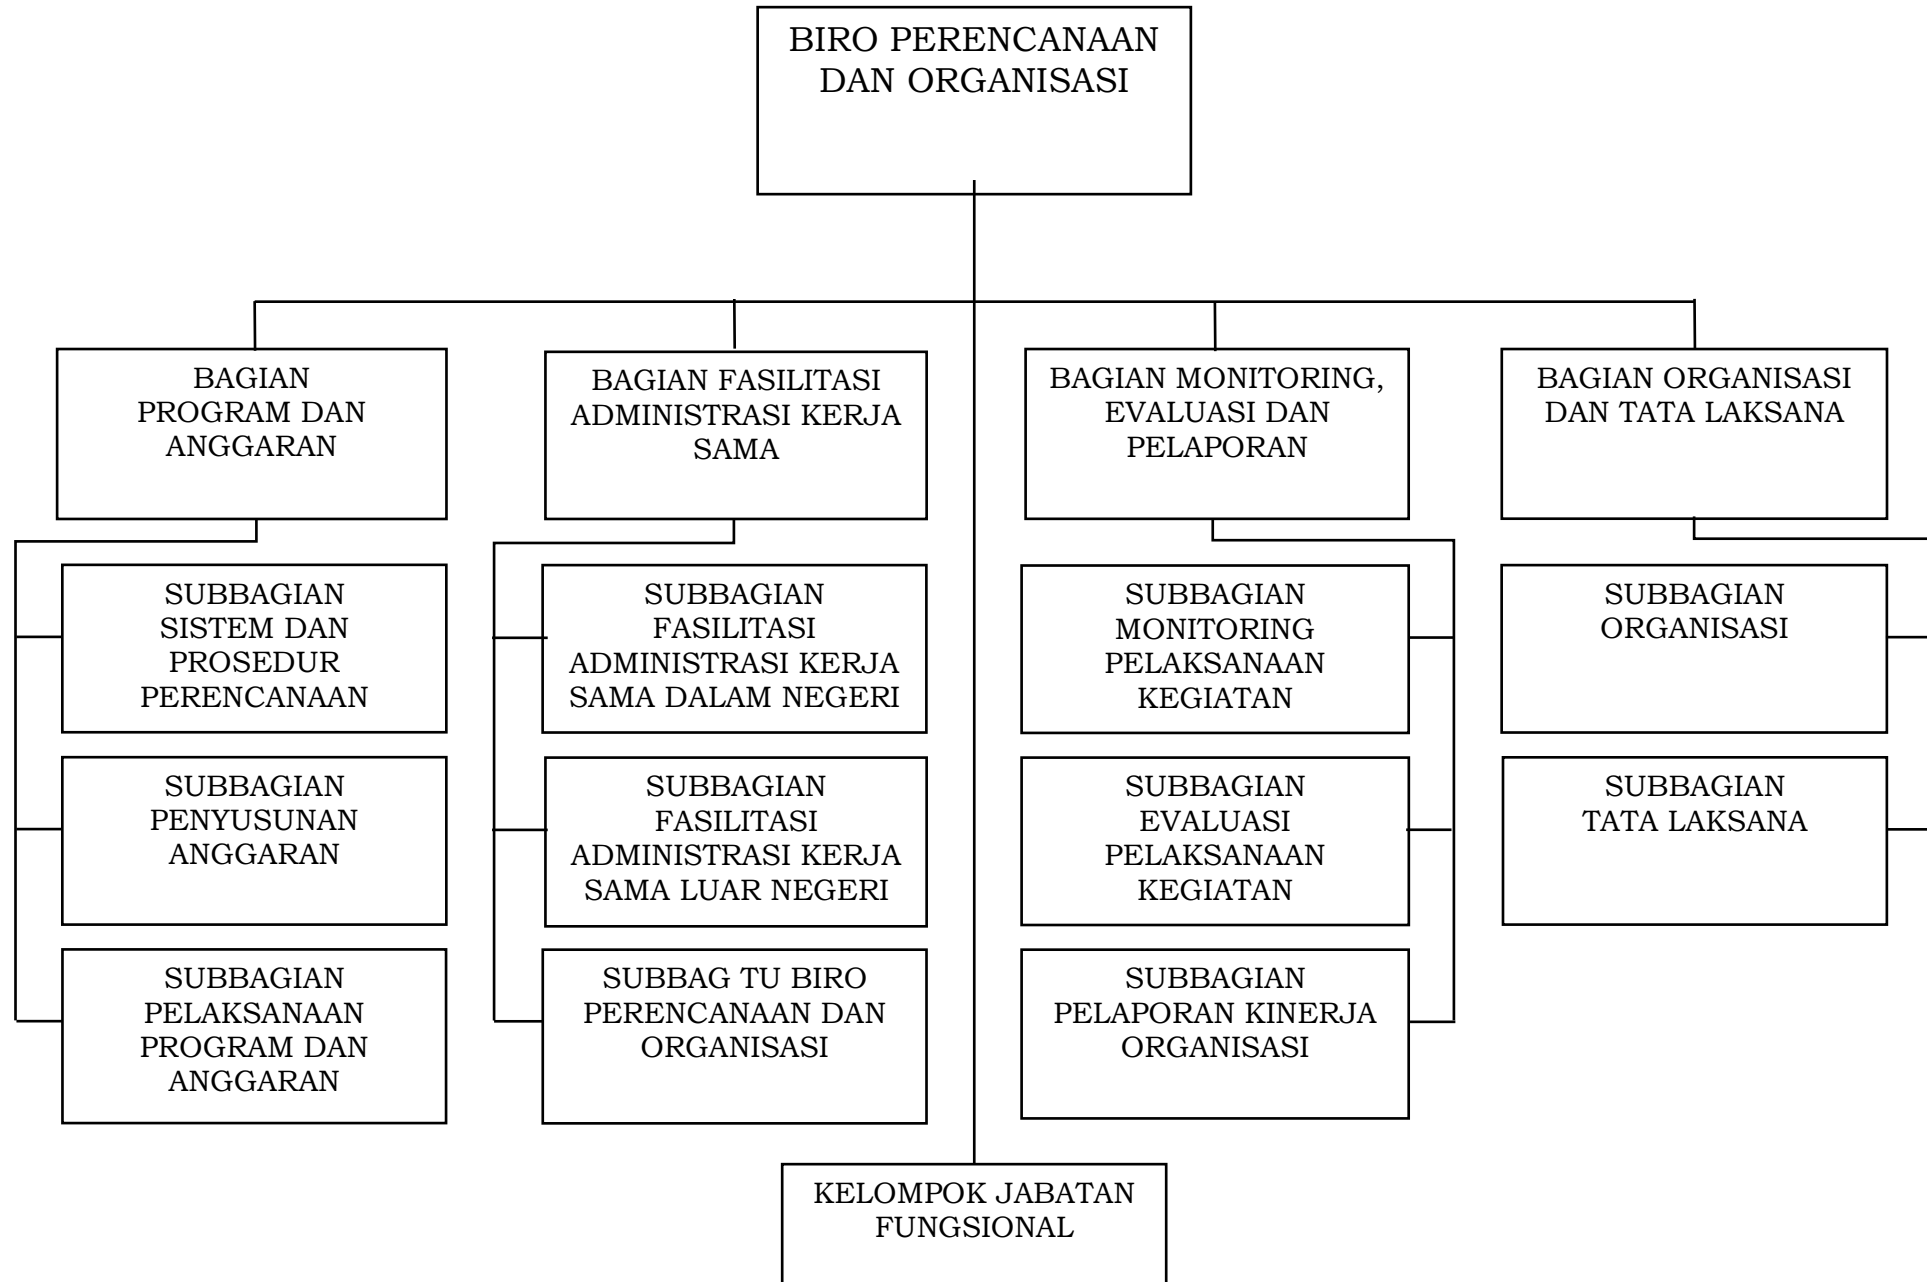 BIRO PERENCANAAN
DAN ORGANISASI
BAGIAN
PROGRAM DAN
ANGGARAN
BAGIAN FASILITASI
ADMINISTRASI KERJA
SAMA
BAGIAN MONITORING,
EVALUASI DAN
PELAPORAN
BAGIAN ORGANISASI
DAN TATA LAKSANA
SUBBAGIAN
SISTEM DAN
PROSEDUR
PERENCANAAN
SUBBAGIAN
FASILITASI
ADMINISTRASI KERJA
SAMA DALAM NEGERI
SUBBAGIAN
MONITORING
PELAKSANAAN
KEGIATAN
SUBBAGIAN
ORGANISASI
SUBBAGIAN
PENYUSUNAN
ANGGARAN
SUBBAGIAN
FASILITASI
ADMINISTRASI KERJA
SAMA LUAR NEGERI
SUBBAGIAN
EVALUASI
PELAKSANAAN
KEGIATAN
SUBBAGIAN
TATA LAKSANA
SUBBAGIAN
PELAKSANAAN
PROGRAM DAN
ANGGARAN
SUBBAG TU BIRO
PERENCANAAN DAN
ORGANISASI
SUBBAGIAN
PELAPORAN KINERJA
ORGANISASI
KELOMPOK JABATAN
FUNGSIONAL